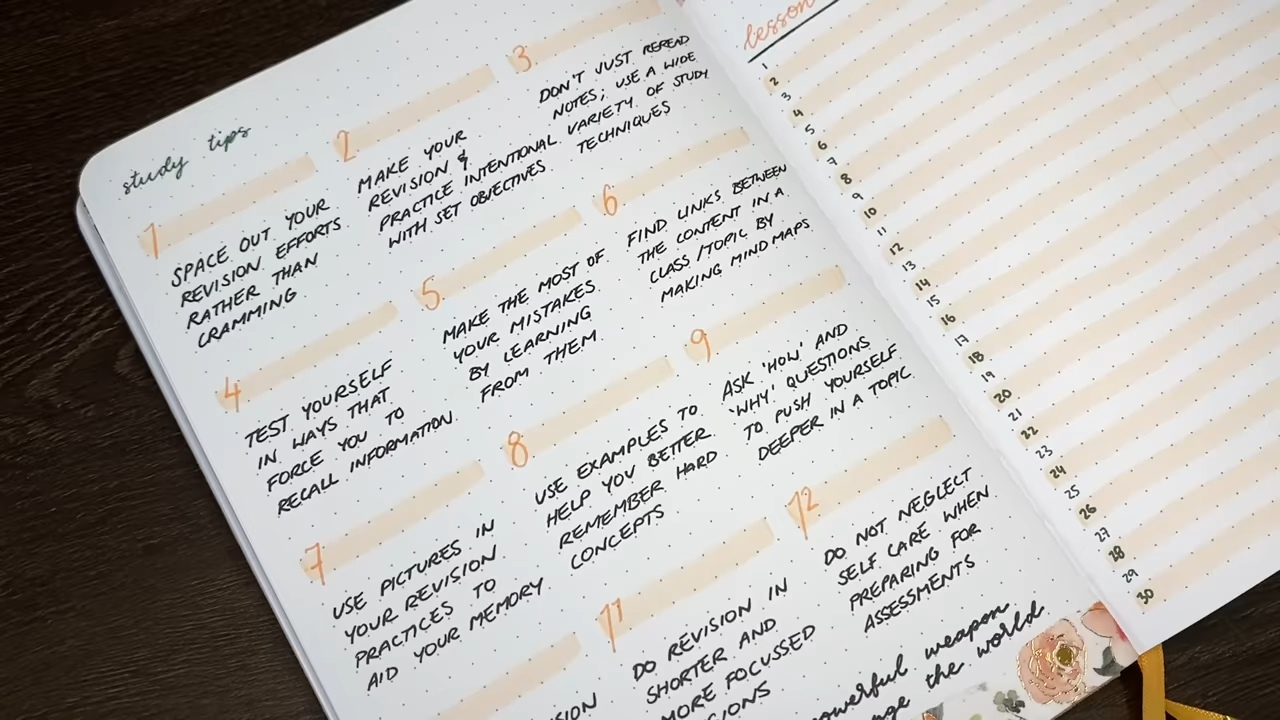 study tips
1
SPACE OUT YOUR
REVISION EFFORTS
RATHER THAN
CRAMMING
2
MAKE YOUR
REVISION &
PRACTICE INTENTIONAL
WITH SET OBJECTIVES
3
DON'T JUST REREAD
NOTES; USE A WIDE
VARIETY OF STUDY
TECHNIQUES
4
TEST YOURSELF
IN WAYS THAT
FORCE YOU TO
RECALL INFORMATION
5
MAKE THE MOST OF
YOUR MISTAKES
BY LEARNING
FROM THEM
6
FIND LINKS BETWEEN
THE CONTENT IN A
CLASS/TOPIC BY
MAKING MIND MAPS
7
USE PICTURES IN
YOUR REVISION
PRACTICES TO
AID YOUR MEMORY
8
USE EXAMPLES TO
HELP YOU BETTER
REMEMBER HARD
CONCEPTS
9
ASK 'HOW' AND
'WHY' QUESTIONS
TO PUSH YOURSELF
DEEPER IN A TOPIC
11
DO REVISION IN
SHORTER AND
MORE FOCUSSED
12
DO NOT NEGLECT
SELF CARE WHEN
PREPARING FOR
ASSESSMENTS
weapon
the world
lesson
1
2
3
4
5
6
7
8
9
10
11
12
13
14
15
16
17
18
19
20
21
22
23
24
25
26
27
28
29
30